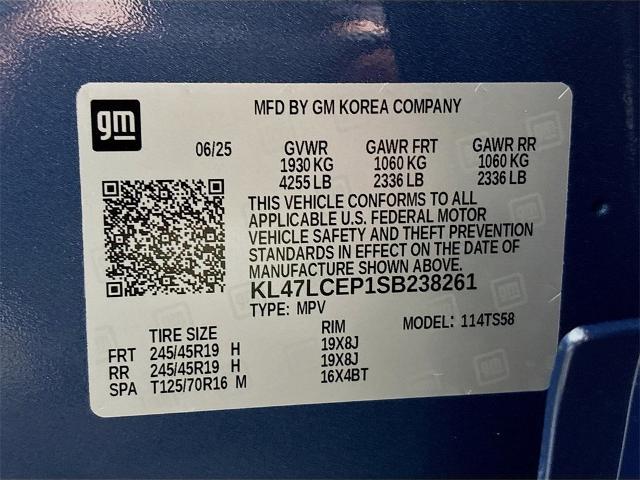 gm
MFD BY GM KOREA COMPANY
06/25 GVWR GAWR FRT GAWR RR
1930 KG 1060 KG 1060 KG
4255 LB 2336 LB 2336 LB
THIS VEHICLE CONFORMS TO ALL
APPLICABLE U.S. FEDERAL MOTOR
VEHICLE SAFETY AND THEFT PREVENTION
STANDARDS IN EFFECT ON THE DATE OF
MANUFACTURE SHOWN ABOVE.
KL47LCEP1SB238261
TYPE: MPV
MODEL: 114TS58
TIRE SIZE RIM
FRT 245/45R19 H 19X8J
RR 245/45R19 H 19X8J
SPA T125/70R16 M 16X4BT